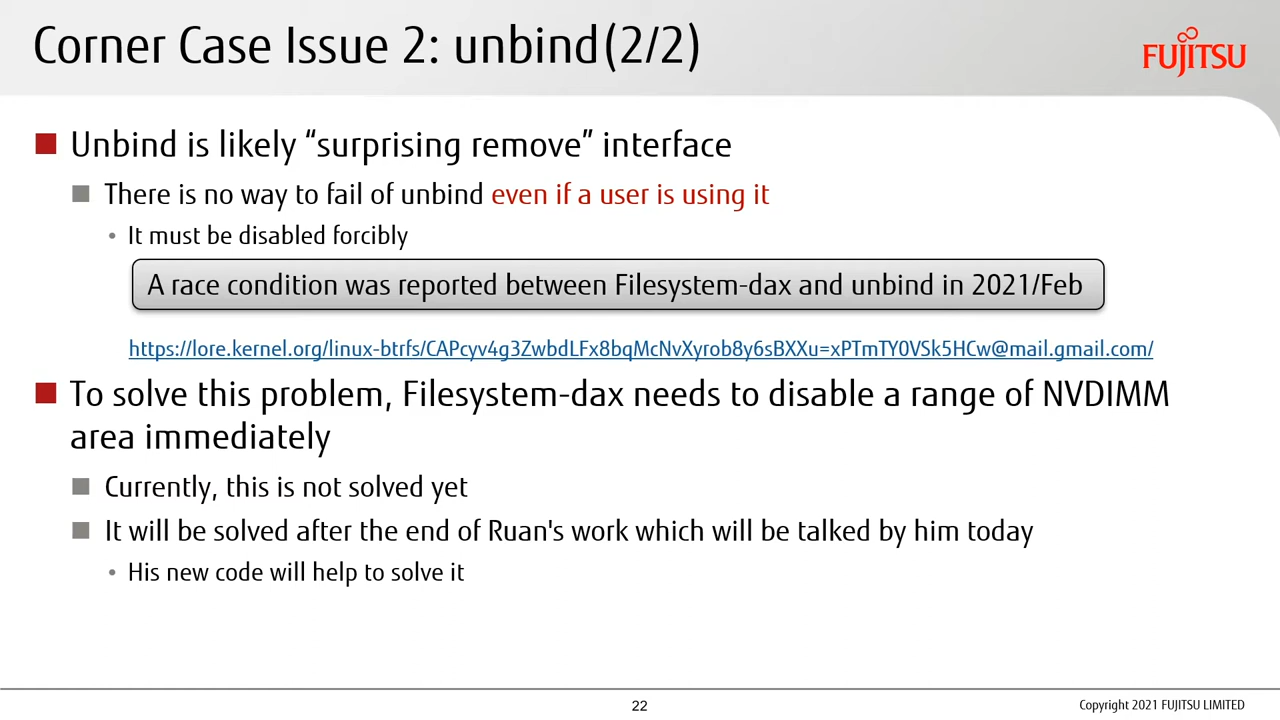 Corner Case Issue 2: unbind(2/2)
FUJITSU
Unbind is likely “surprising remove” interface
There is no way to fail of unbind even if a user is using it
It must be disabled forcibly
A race condition was reported between Filesystem-dax and unbind in 2021/Feb
https://lore.kernel.org/linux-btrfs/CAPcyv4g3ZwbdLFx8bqMcNvXyrob8y6sBXXu=xPTmTY0VSk5HCw@mail.gmail.com/
To solve this problem, Filesystem-dax needs to disable a range of NVDIMM
area immediately
Currently, this is not solved yet
It will be solved after the end of Ruan's work which will be talked by him today
His new code will help to solve it
22
Copyright 2021 FUJITSU LIMITED